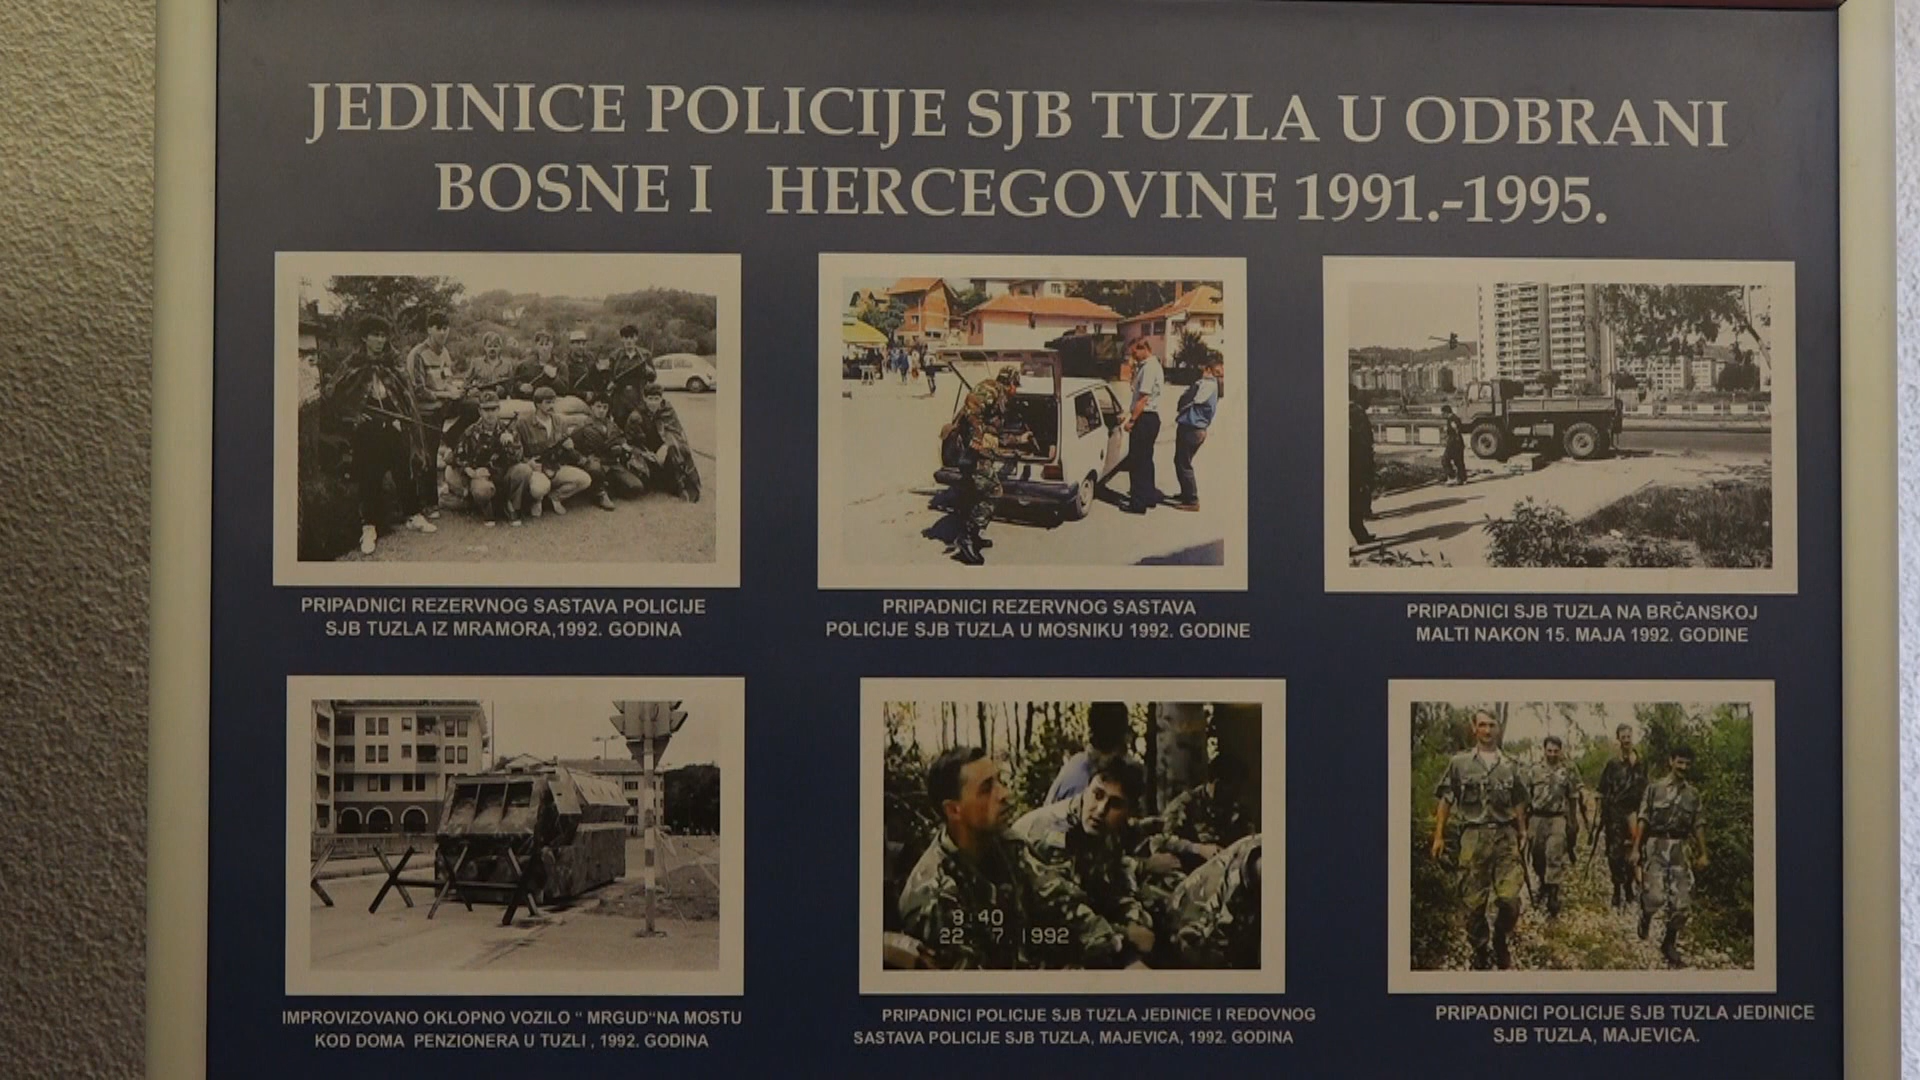 JEDINICE POLICIJE SJB TUZLA U ODBRANI
BOSNE I HERCEGOVINE 1991.-1995.
PRIPADNICI REZERVNOG SASTAVA POLICIJE
SJB TUZLA IZ MRAMORA,1992. GODINA
PRIPADNICI REZERVNOG SASTAVA
POLICIJE SJB TUZLA U MOSNIKU 1992. GODINE
PRIPADNICI SJB TUZLA NA BRČANSKOJ
MALTI NAKON 15. MAJA 1992. GODINE
8:40
22. 7.1992
IMPROVIZOVANO OKLOPNO VOZILO “ MRGUD“NA MOSTU
KOD DOMA PENZIONERA U TUZLI , 1992. GODINA
PRIPADNICI POLICIJE SJB TUZLA JEDINICE I REDOVNOG
SASTAVA POLICIJE SJB TUZLA, MAJEVICA, 1992. GODINA
PRIPADNICI POLICIJE SJB TUZLA JEDINICE
SJB TUZLA, MAJEVICA.